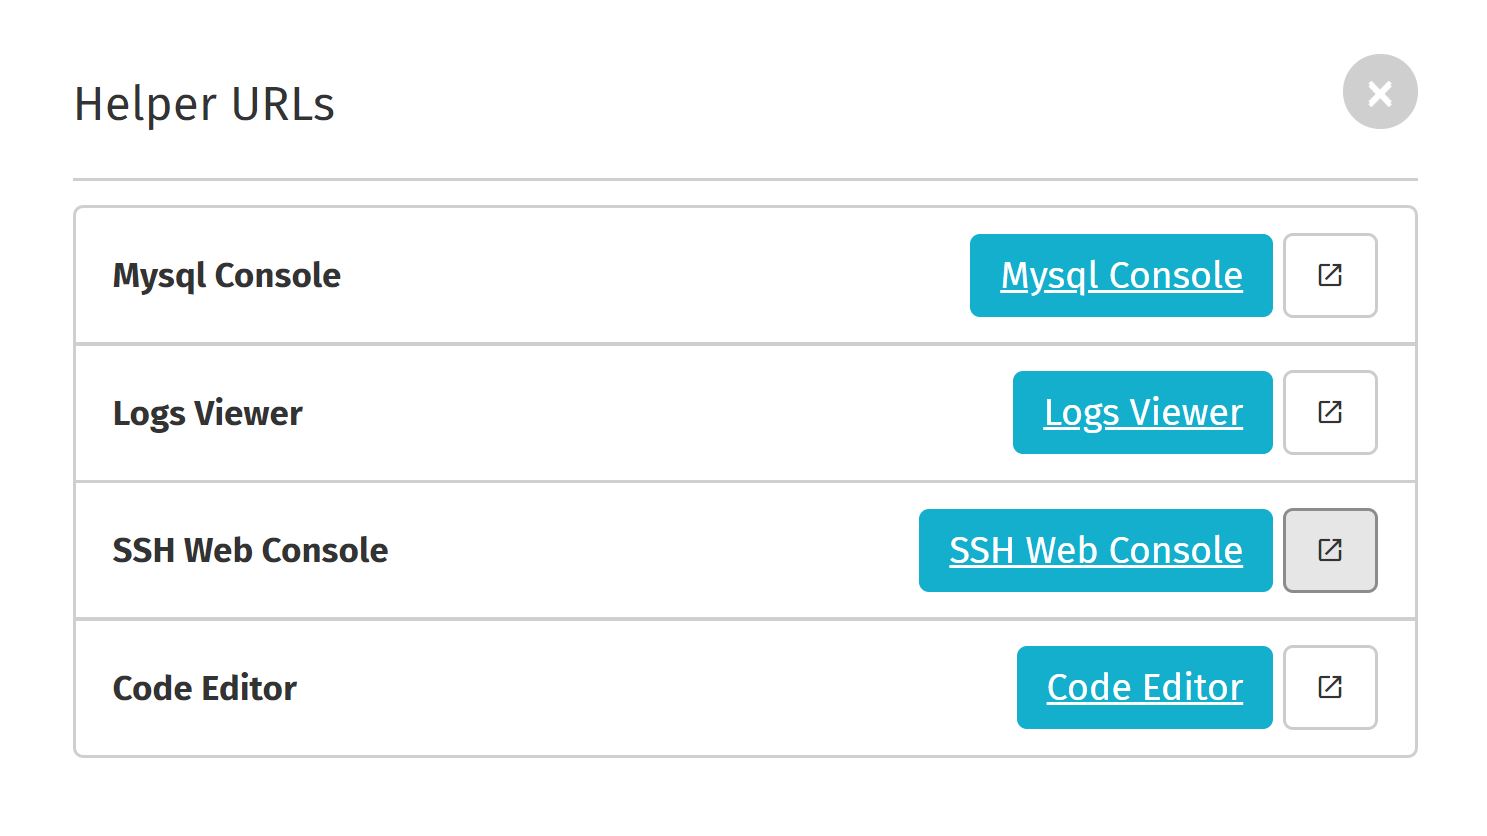 Helper URLs
Mysql Console Mysql Console
Logs Viewer Logs Viewer
SSH Web Console SSH Web Console
Code Editor Code Editor